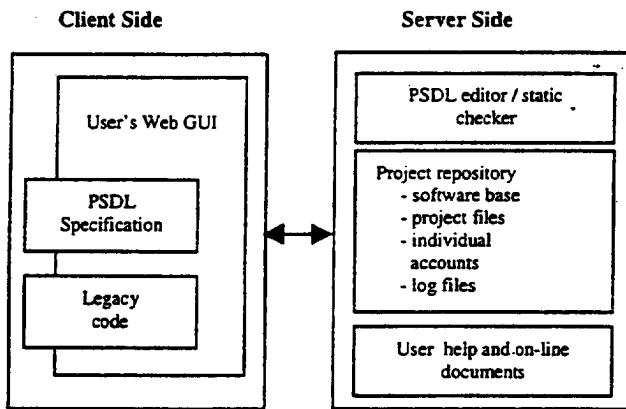 Client Side
Server Side
User's Web GUI
PSDL
Specification
Legacy
code
PSDL editor / static
checker
Project repository
- software base
- project files
- individual
accounts
- log files
User help and on-line
documents